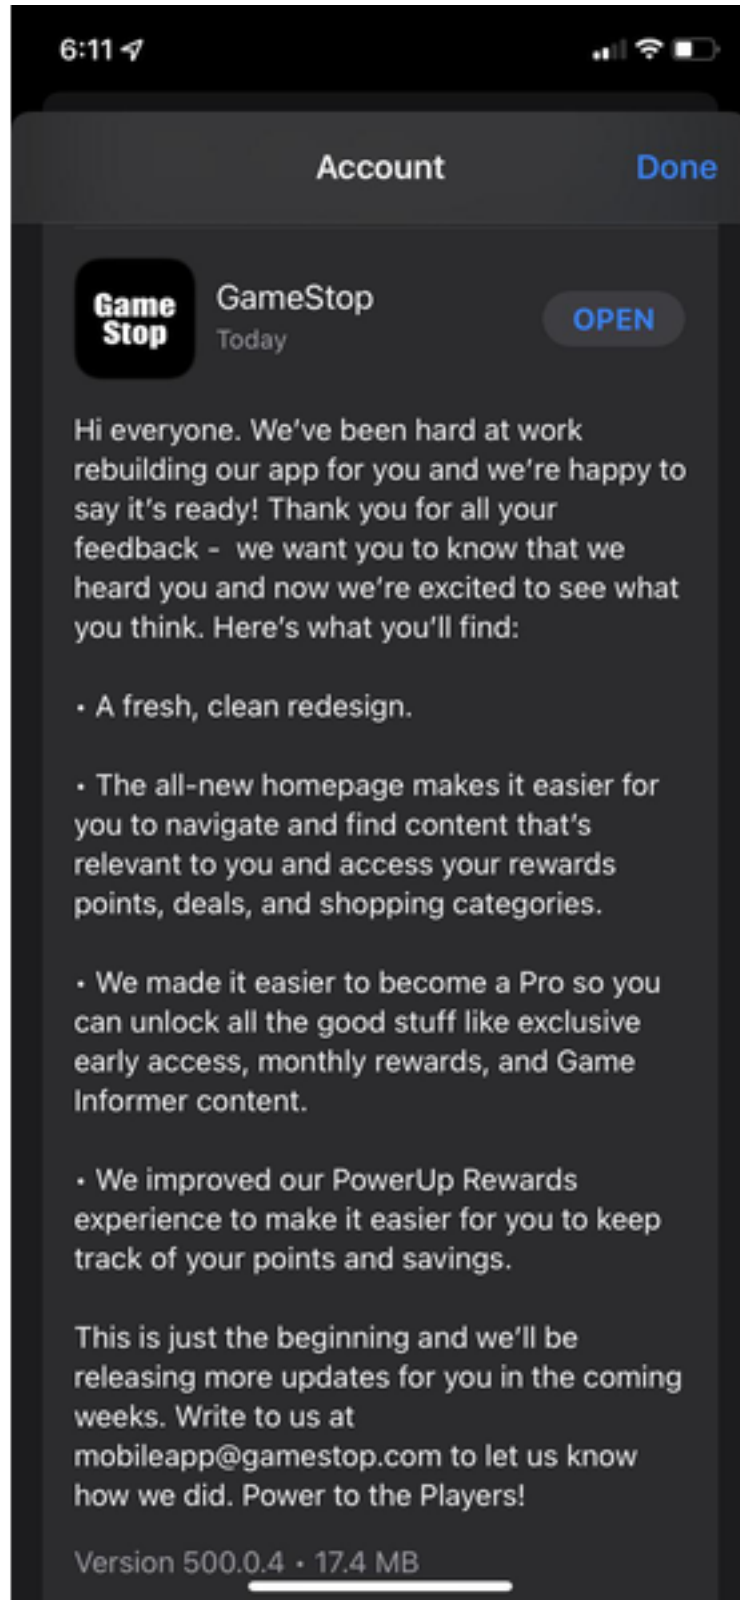 6:11
Account
Done
Game
Stop
GameStop
Today
OPEN
Hi everyone. We’ve been hard at work
rebuilding our app for you and we’re happy to
say it’s ready! Thank you for all your
feedback -  we want you to know that we
heard you and now we’re excited to see what
you think. Here’s what you’ll find:
• A fresh, clean redesign.
• The all-new homepage makes it easier for
you to navigate and find content that’s
relevant to you and access your rewards
points, deals, and shopping categories.
• We made it easier to become a Pro so you
can unlock all the good stuff like exclusive
early access, monthly rewards, and Game
Informer content.
• We improved our PowerUp Rewards
experience to make it easier for you to keep
track of your points and savings.
This is just the beginning and we’ll be
releasing more updates for you in the coming
weeks. Write to us at
mobileapp@gamestop.com to let us know
how we did. Power to the Players!
Version 500.0.4 • 17.4 MB